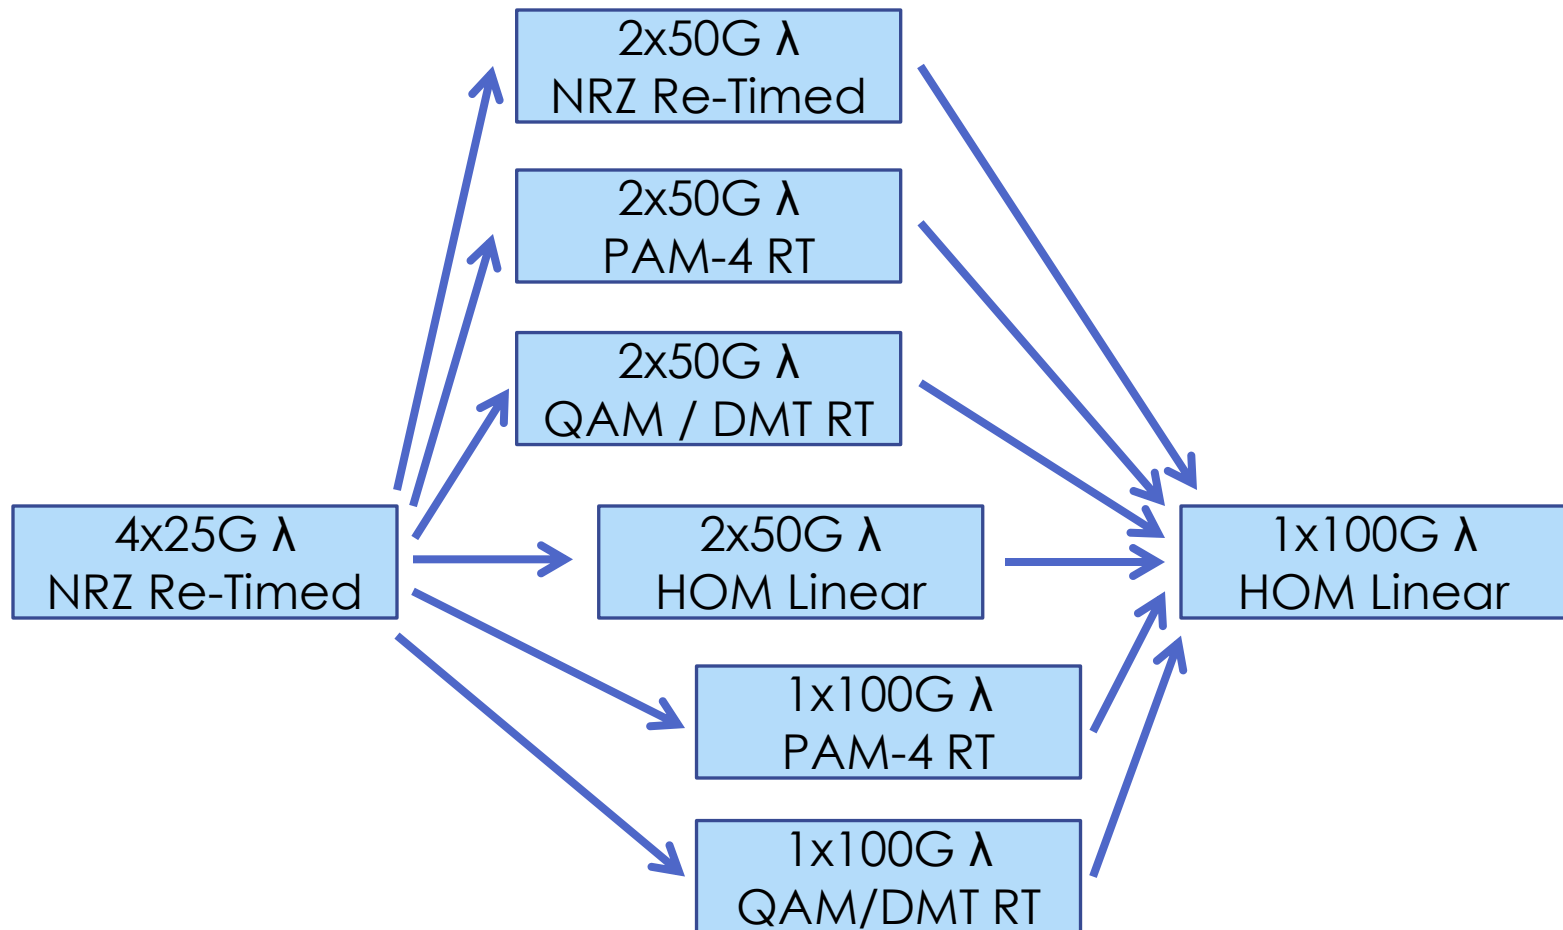 2x50G λ
NRZ Re-Timed
2x50G λ
PAM-4 RT
2x50G λ
QAM / DMT RT
4x25G λ
NRZ Re-Timed
2x50G λ
HOM Linear
1x100G λ
HOM Linear
1x100G λ
PAM-4 RT
1x100G λ
QAM/DMT RT